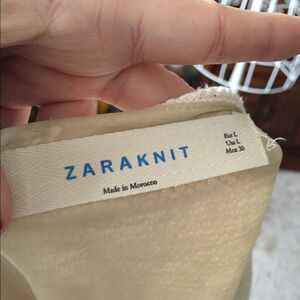 ZARAKNIT
Made in Morocco
Eur L
Usa L
Mex 30